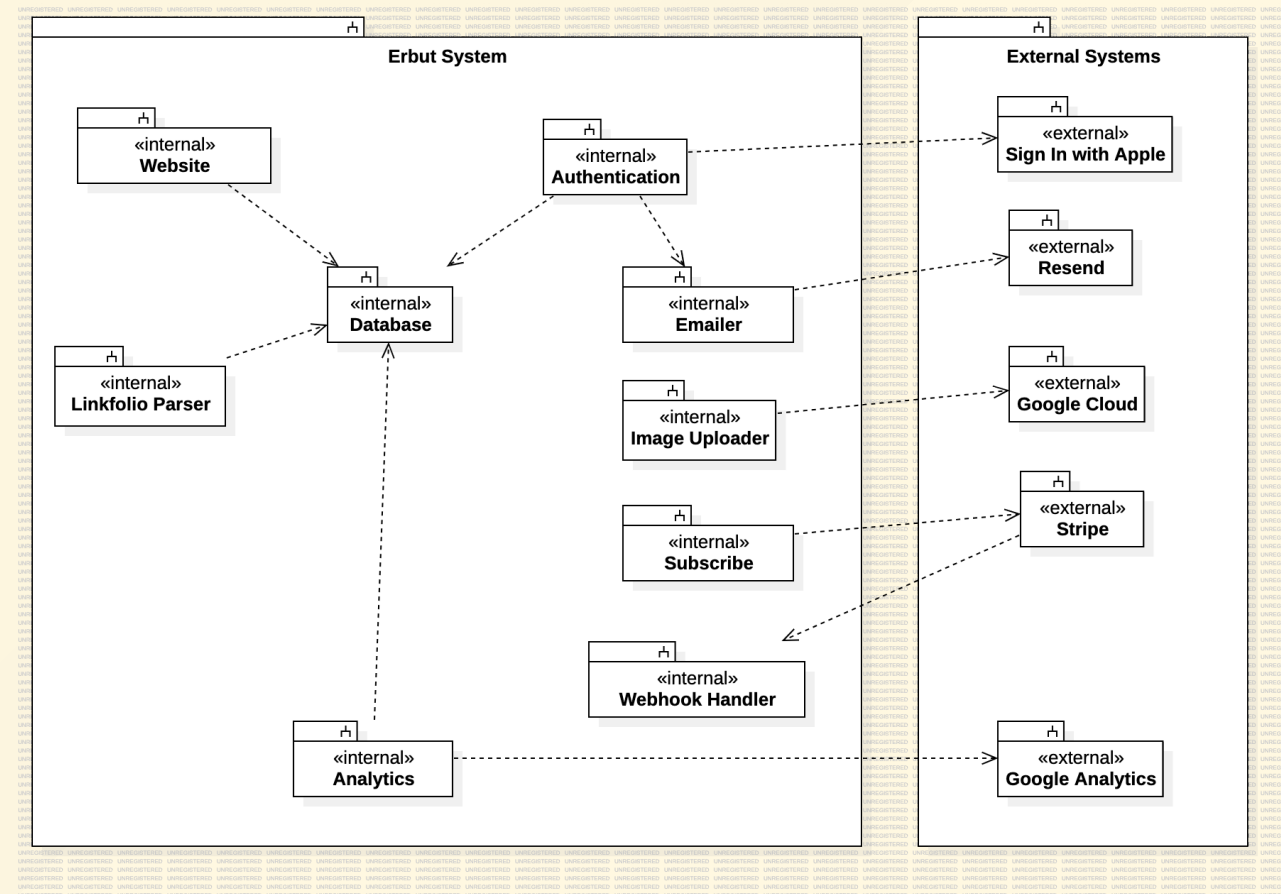 Erbut System
External Systems
«internal»
Website
«internal»
Authentication
«external»
Sign In with Apple
«external»
Resend
«internal»
Database
«internal»
Emailer
«internal»
Linkfolio Parser
«internal»
Image Uploader
«external»
Google Cloud
«internal»
Subscribe
«external»
Stripe
«internal»
Webhook Handler
«internal»
Analytics
«external»
Google Analytics
UNREGISTERED